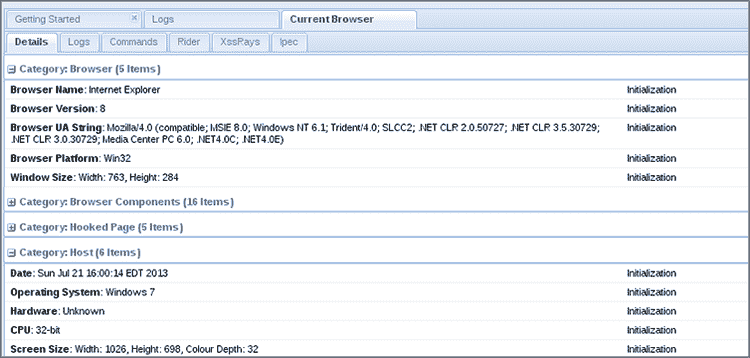 Getting Started Logs Current Browser
Details Logs Commands Rider XssRays Ipec
Category: Browser (5 Items)
Browser Name: Internet Explorer Initialization
Browser Version: 8 Initialization
Browser UA String: Mozilla/4.0 (compatible; MSIE 8.0; Windows NT 6.1; Trident/4.0; SLCC2; .NET CLR 2.0.50727; .NET CLR 3.5.30729; Initialization
.NET CLR 3.0.30729; Media Center PC 6.0; .NET4.0C; .NET4.0E)
Browser Platform: Win32 Initialization
Window Size: Width: 763, Height: 284 Initialization
Category: Browser Components (16 Items)
Category: Hooked Page (5 Items)
Category: Host (6 Items)
Date: Sun Jul 21 16:00:14 EDT 2013 Initialization
Operating System: Windows 7 Initialization
Hardware: Unknown Initialization
CPU: 32-bit Initialization
Screen Size: Width: 1026, Height: 698, Colour Depth: 32 Initialization